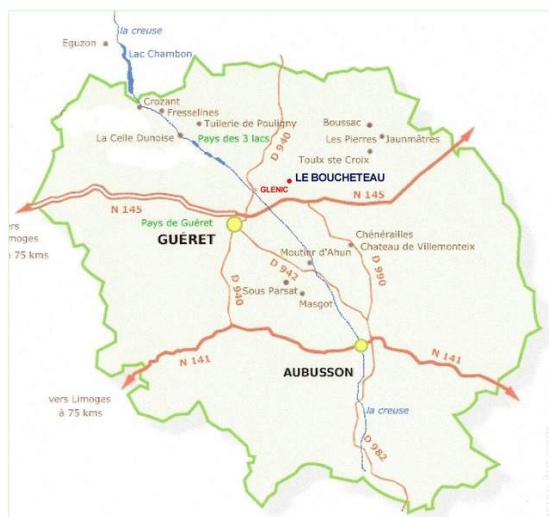 la creuse
Eguzon
Lac Chambon
Crozant
Fresselines
Tuilerie de Pouligny
La Celle Dunoise
Pays des 3 lacs
D 940
Boussac
Les Pierres
Jaunmâtres
Toulx ste Croix
LE BOUCHETEAU
GLENIC
N 145
N 145
Pays de Guéret
GUÉRET
vers
Limoges
à 75 kms
Chénérailles
Chateau de Villemonteix
Moutier d'Ahun
D 942
D 990
D 940
Sous Parsat
Masgot
N 141
N 141
AUBUSSON
vers Limoges
à 75 kms
la creuse
D 982